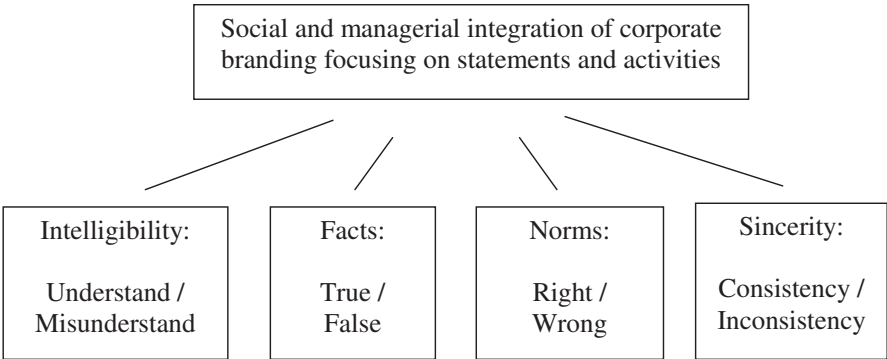 Social and managerial integration of corporate
branding focusing on statements and activities
Intelligibility:
Understand /
Misunderstand
Facts:
True /
False
Norms:
Right /
Wrong
Sincerity:
Consistency /
Inconsistency